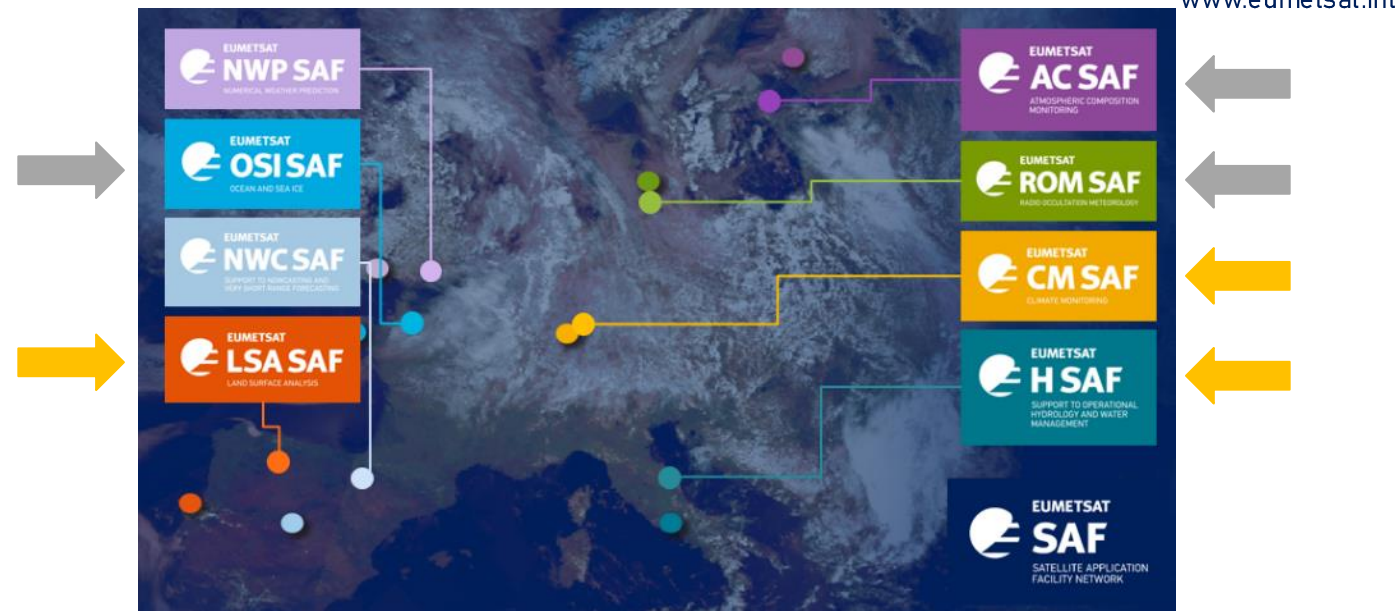 www.eumetsat.int
EUMETSAT
NWP SAF
NUMERICAL WEATHER PREDICTION
EUMETSAT
OSI SAF
OCEAN AND SEA ICE
EUMETSAT
NWC SAF
SUPPORT TO NOWCASTING AND
VERY SHORT RANGE FORECASTING
EUMETSAT
LSA SAF
LAND SURFACE ANALYSIS
EUMETSAT
AC SAF
ATMOSPHERIC COMPOSITION
MONITORING
EUMETSAT
ROM SAF
RADIO OCCULTATION METEOROLOGY
EUMETSAT
CM SAF
CLIMATE MONITORING
EUMETSAT
H SAF
SUPPORT TO OPERATIONAL
HYDROLOGY AND WATER
MANAGEMENT
EUMETSAT
SAF
SATELLITE APPLICATION
FACILITY NETWORK